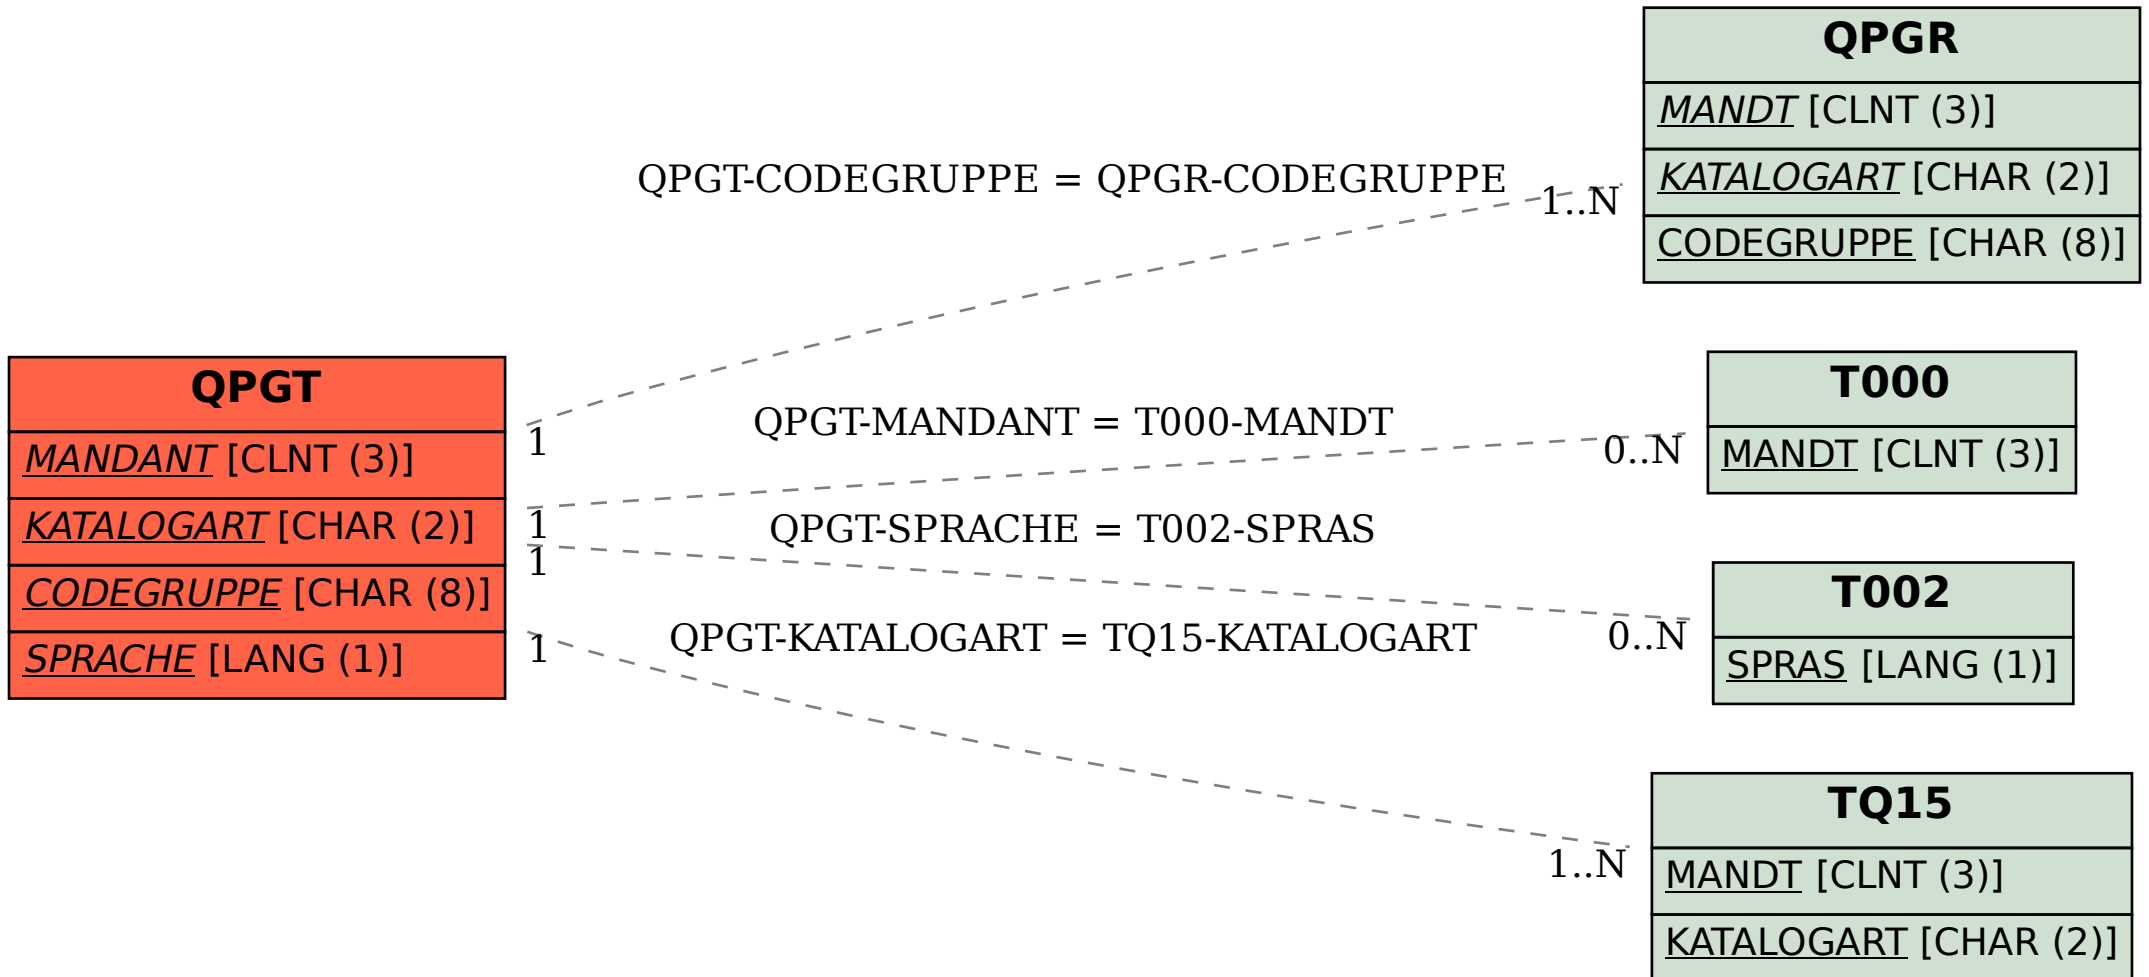 QPGR
MANDT [CLNT (3)]
KATALOGART [CHAR (2)]
CODEGRUPPE [CHAR (8)]
QPGT-CODEGRUPPE = QPGR-CODEGRUPPE
1..N
1
QPGT
MANDANT [CLNT (3)]
KATALOGART [CHAR (2)]
CODEGRUPPE [CHAR (8)]
SPRACHE [LANG (1)]
QPGT-MANDANT = T000-MANDT
0..N
1
T000
MANDT [CLNT (3)]
QPGT-SPRACHE = T002-SPRAS
1
0..N
T002
SPRAS [LANG (1)]
QPGT-KATALOGART = TQ15-KATALOGART
1
1..N
TQ15
MANDT [CLNT (3)]
KATALOGART [CHAR (2)]